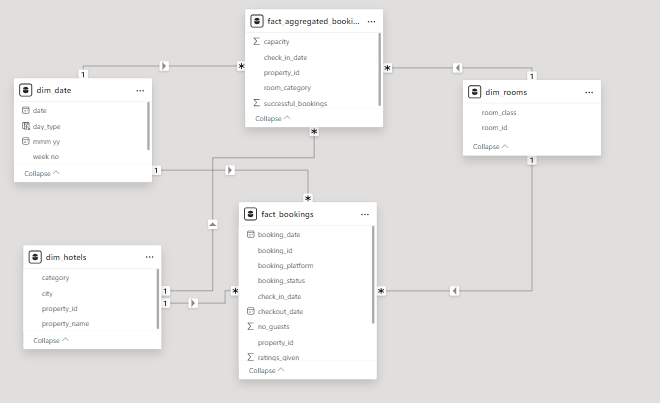 fact_aggregated_booki... ...
capacity
check_in_date
property_id
room_category
successful_bookings
Collapse
dim_date ...
date
day_type
mmm yy
week no
Collapse
dim_rooms ...
room_class
room_id
Collapse
fact_bookings ...
booking_date
booking_id
booking_platform
booking_status
check_in_date
checkout_date
no_guests
property_id
ratings_given
Collapse
dim_hotels ...
category
city
property_id
property_name
Collapse
1
*
*
1
*
1
*
1
1
1
*
*